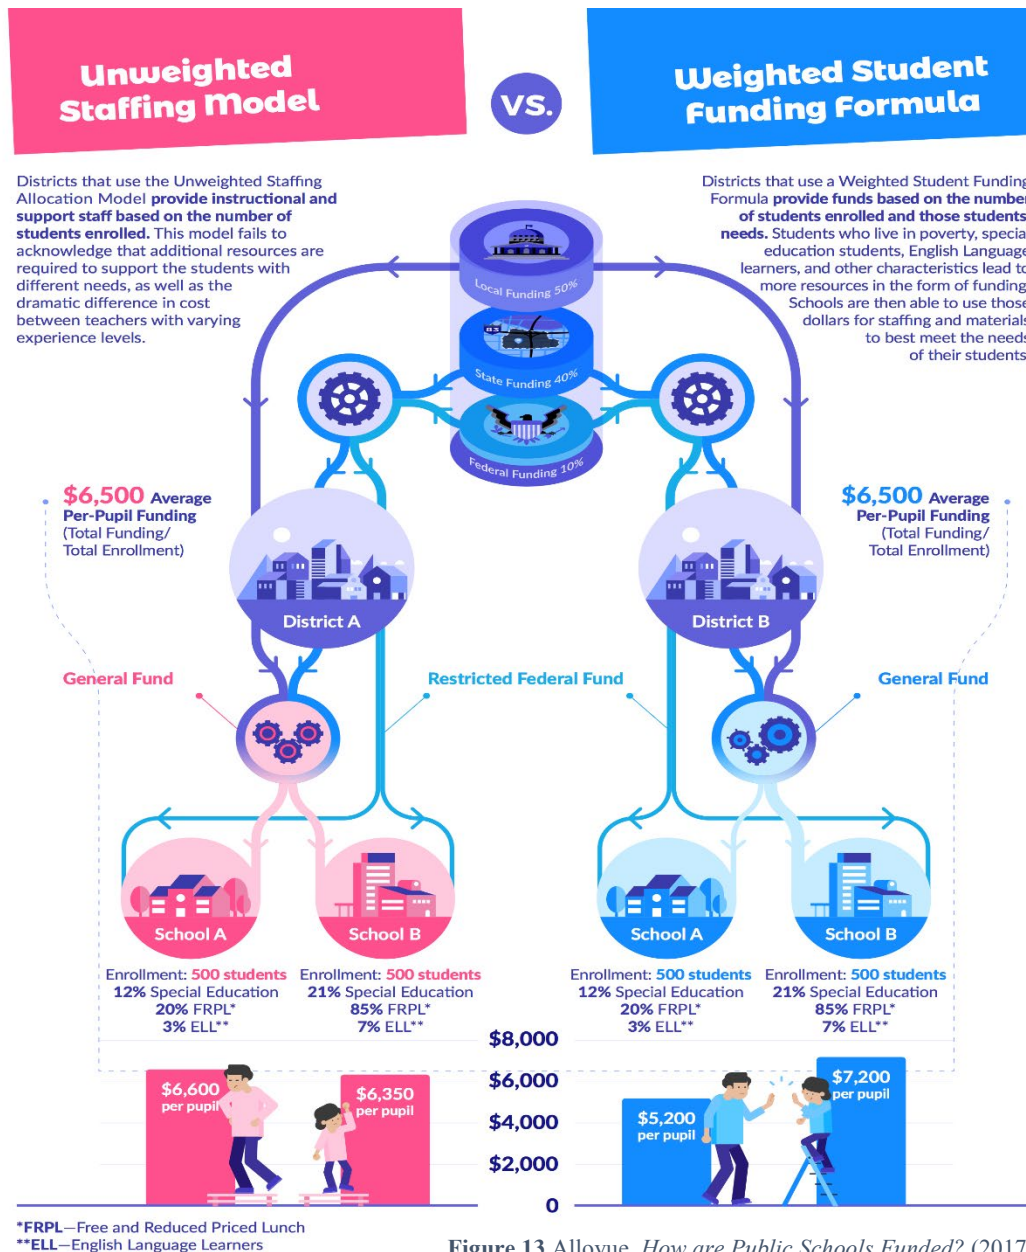 Unweighted
Staffing Model
VS.
Weighted Student
Funding Formula
Districts that use the Unweighted Staffing
Allocation Model provide instructional and
support staff based on the number of
students enrolled. This model fails to
acknowledge that additional resources are
required to support the students with
different needs, as well as the
dramatic difference in cost
between teachers with varying
experience levels.
Districts that use a Weighted Student Funding
Formula provide funds based on the number
of students enrolled and those students
needs. Students who live in poverty, special
education students, English Language
learners, and other characteristics lead to
more resources in the form of funding.
Schools are then able to use those
dollars for staffing and materials
to best meet the needs
of their students
Local Funding 50%
State Funding 40%
Federal Funding 10%
$6,500 Average
Per-Pupil Funding
(Total Funding/
Total Enrollment)
$6,500 Average
Per-Pupil Funding
(Total Funding/
Total Enrollment)
District A
District B
General Fund
Restricted Federal Fund
General Fund
School A
School B
School A
School B
Enrollment: 500 students
12% Special Education
20% FRPL*
3% ELL**
Enrollment: 500 students
21% Special Education
85% FRPL*
7% ELL**
Enrollment: 500 students
12% Special Education
20% FRPL*
3% ELL**
Enrollment: 500 students
21% Special Education
85% FRPL*
7% ELL**
$8,000
$6,000
$4,000
$2,000
0
$6,600
per pupil
$6,350
per pupil
$5,200
per pupil
$7,200
per pupil
*FRPL—Free and Reduced Priced Lunch
**ELL—English Language Learners
Figure 13 Allovue, How are Public Schools Funded? (2017